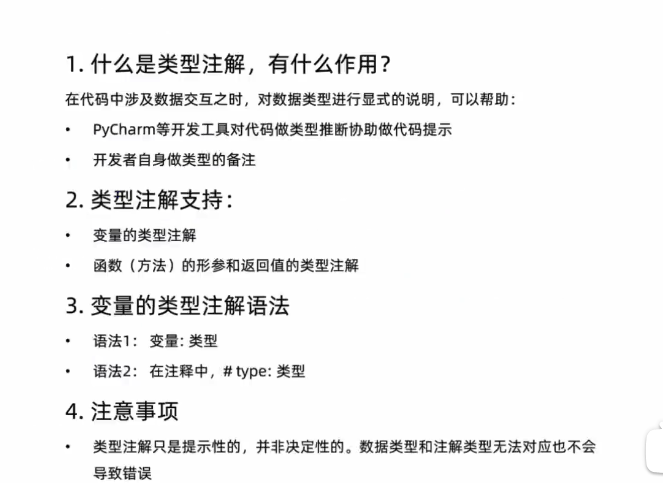 1. 什么是类型注解，有什么作用？
在代码中涉及数据交互之时，对数据类型进行显式的说明，可以帮助：
• PyCharm等开发工具对代码做类型推断协助做代码提示
• 开发者自身做类型的备注
2. 类型注解支持：
• 变量的类型注解
• 函数（方法）的形参和返回值的类型注解
3. 变量的类型注解语法
• 语法1： 变量: 类型
• 语法2： 在注释中，# type: 类型
4. 注意事项
• 类型注解只是提示性的，并非决定性的。数据类型和注解类型无法对应也不会
导致错误